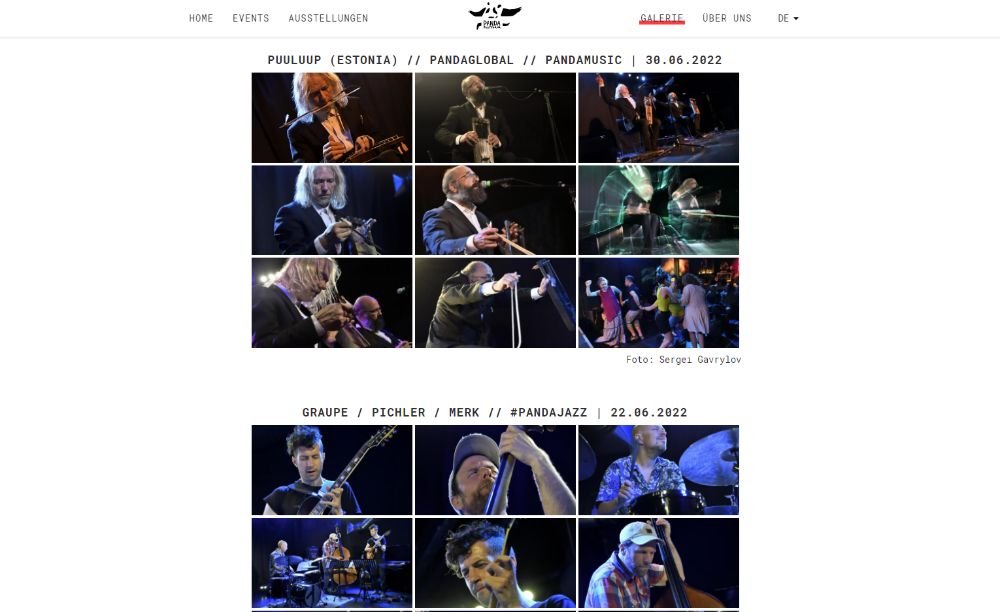 HOME EVENTS AUSSTELLUNGEN PANDA GALERIE ÜBER UNS DE
PUULUUP (ESTONIA) // PANDAGLOBAL // PANDAMUSIC | 30.06.2022
Foto: Sergei Gavrylov
GRAUPE / PICHLER / MERK // #PANDAJAZZ | 22.06.2022